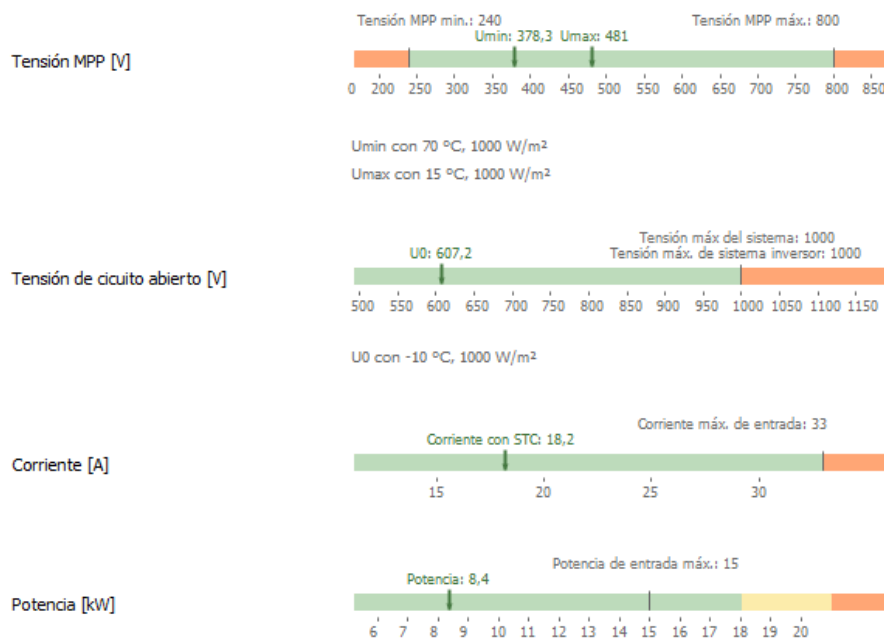 Tensión MPP min.: 240 Tensión MPP máx.: 800
Umin: 378,3 Umax: 481
Tensión MPP [V]
0 200 250 300 350 400 450 500 550 600 650 700 750 800 850
Umin con 70 ºC, 1000 W/m²
Umax con 15 ºC, 1000 W/m²
Tensión máx del sistema: 1000
U0: 607,2 Tensión máx. de sistema inversor: 1000
Tensión de cicuito abierto [V]
500 550 600 650 700 750 800 850 900 950 1000 1050 1100 1150
U0 con -10 ºC, 1000 W/m²
Corriente máx. de entrada: 33
Corriente con STC: 18,2
Corriente [A]
15 20 25 30
Potencia de entrada máx.: 15
Potencia: 8,4
Potencia [kW]
6 7 8 9 10 11 12 13 14 15 16 17 18 19 20